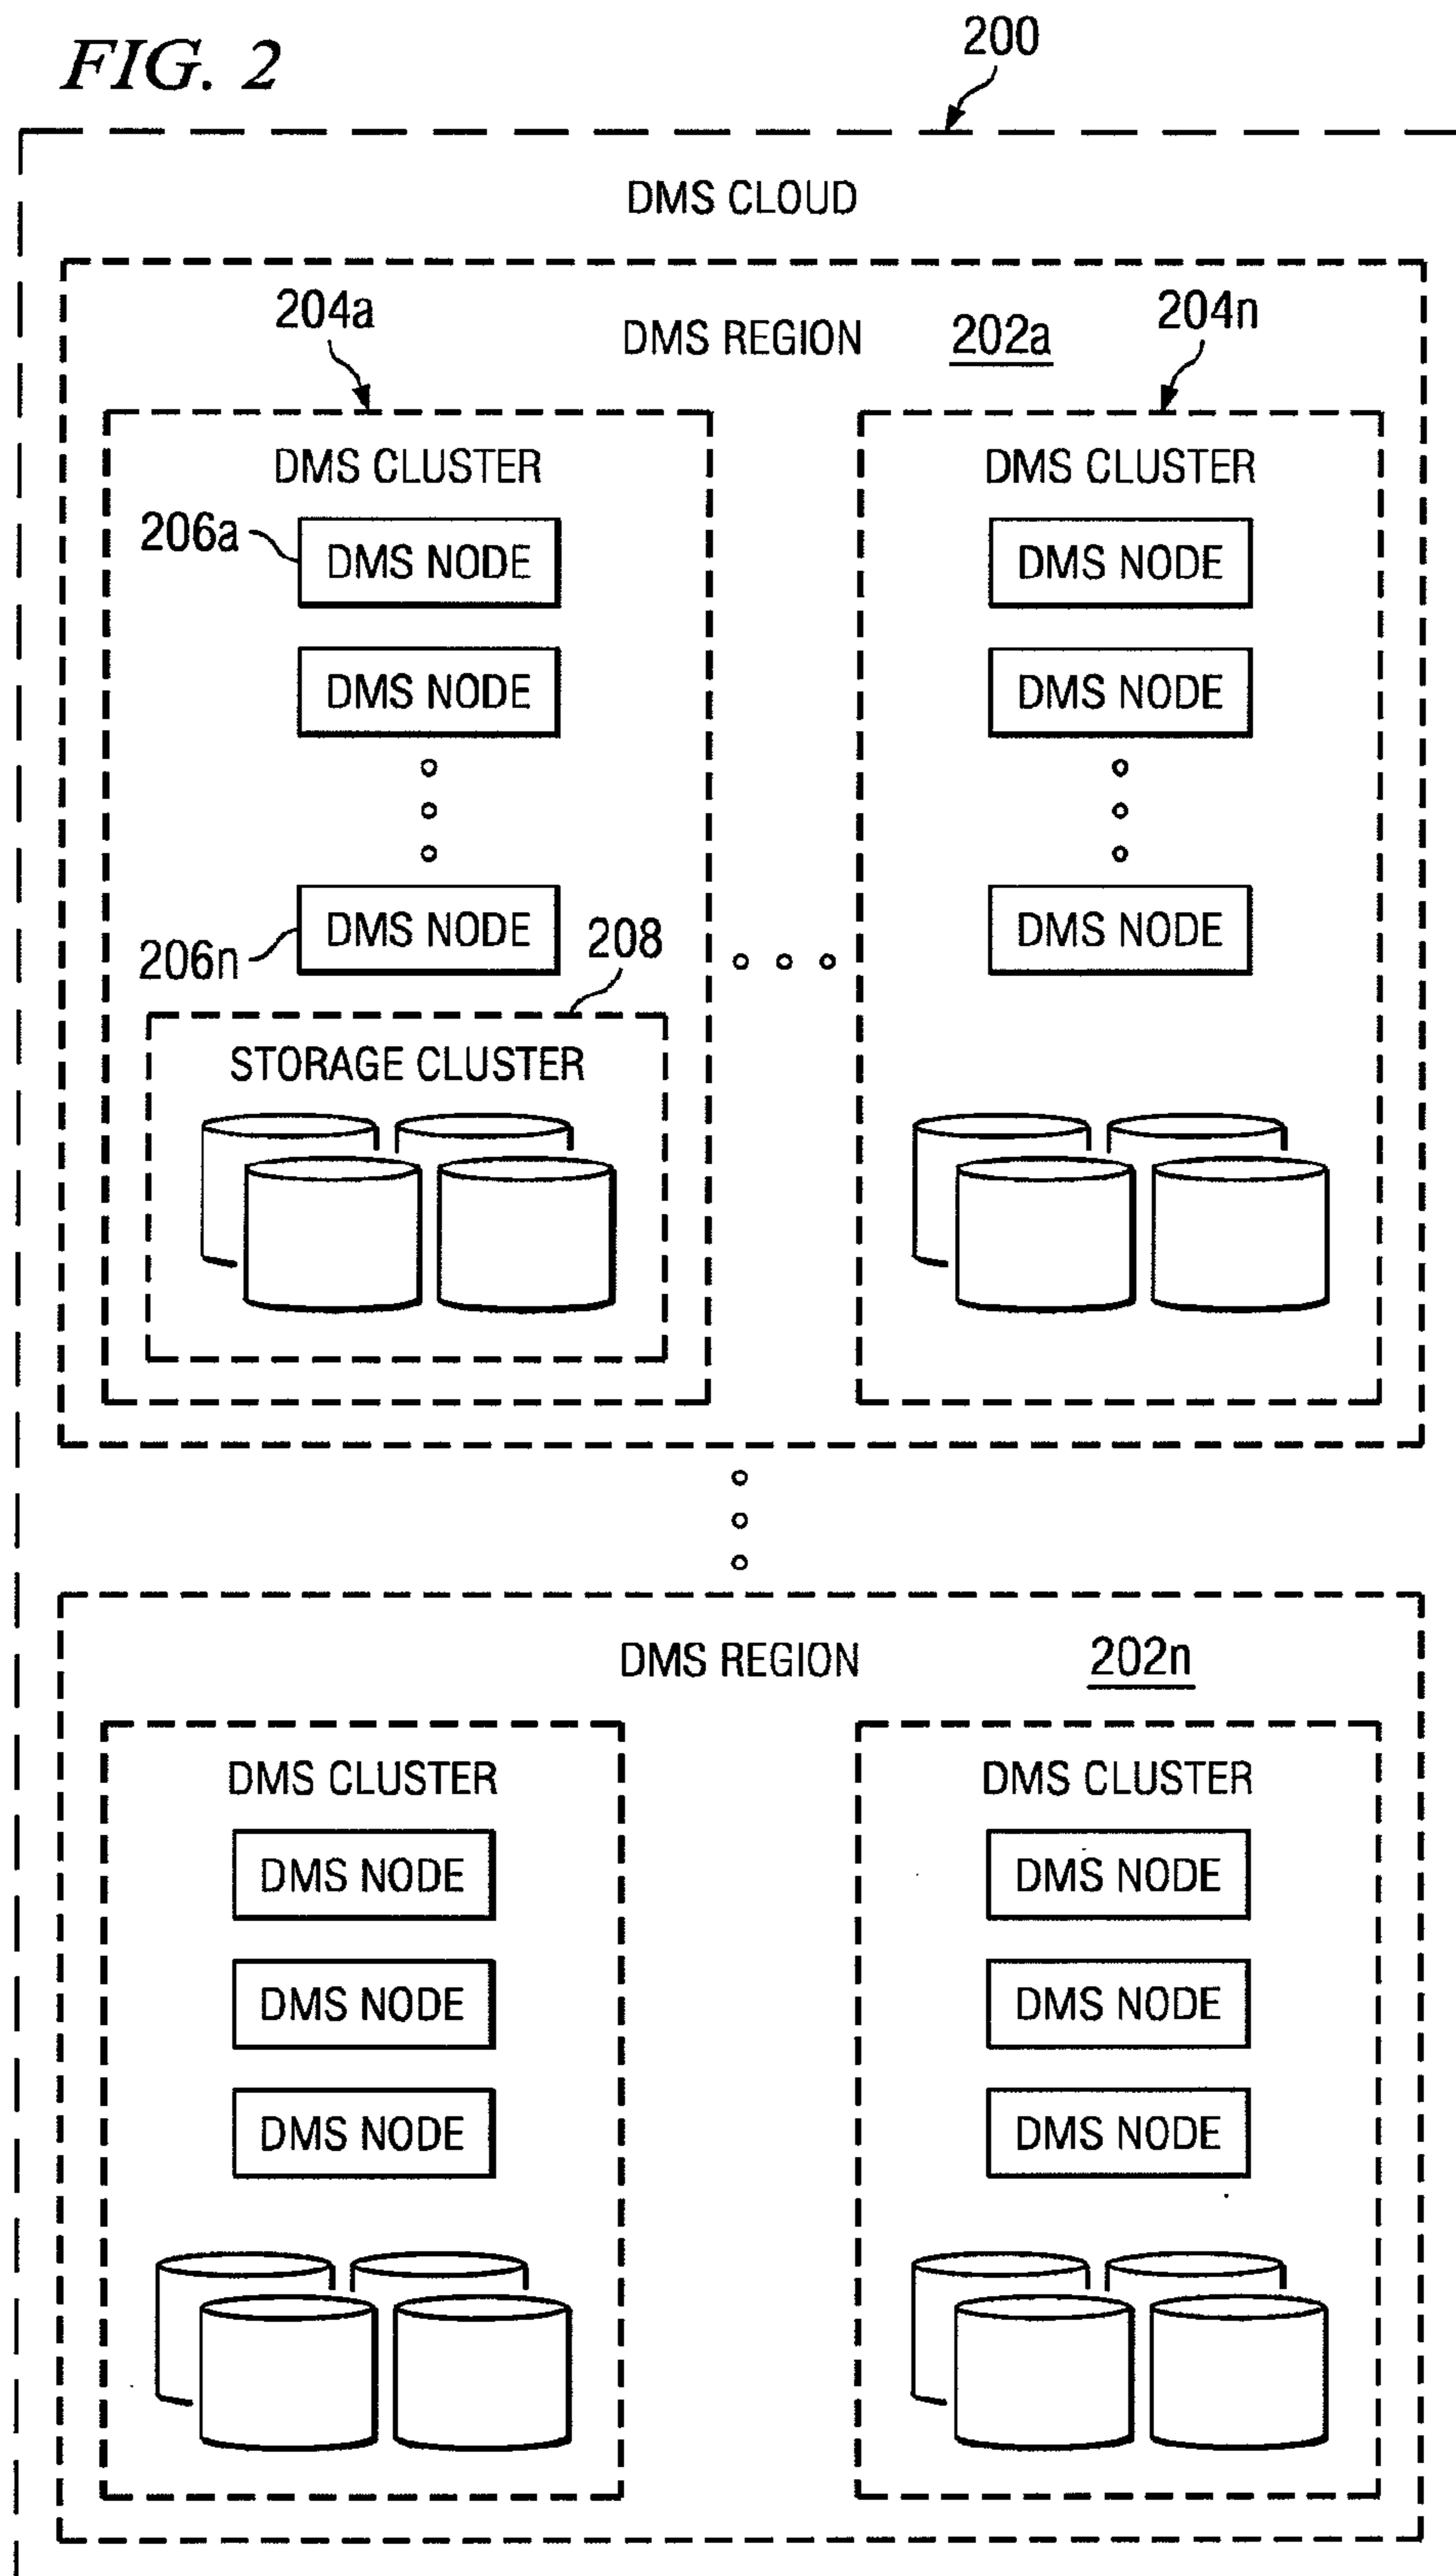 FIG. 2
200
DMS CLOUD
204a
DMS REGION 202a
204n
DMS CLUSTER
206a
DMS NODE
DMS NODE
206n
DMS NODE
208
STORAGE CLUSTER
DMS CLUSTER
DMS NODE
DMS NODE
DMS NODE
DMS REGION 202n
DMS CLUSTER
DMS NODE
DMS NODE
DMS NODE
DMS CLUSTER
DMS NODE
DMS NODE
DMS NODE